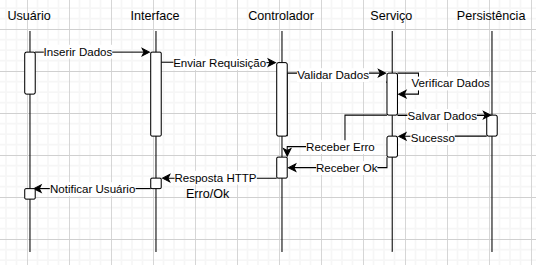 Usuário Interface Controlador Serviço Persistência
Inserir Dados
Enviar Requisição
Validar Dados
Verificar Dados
Salvar Dados
Sucesso
Receber Erro
Receber Ok
Resposta HTTP
Erro/Ok
Notificar Usuário